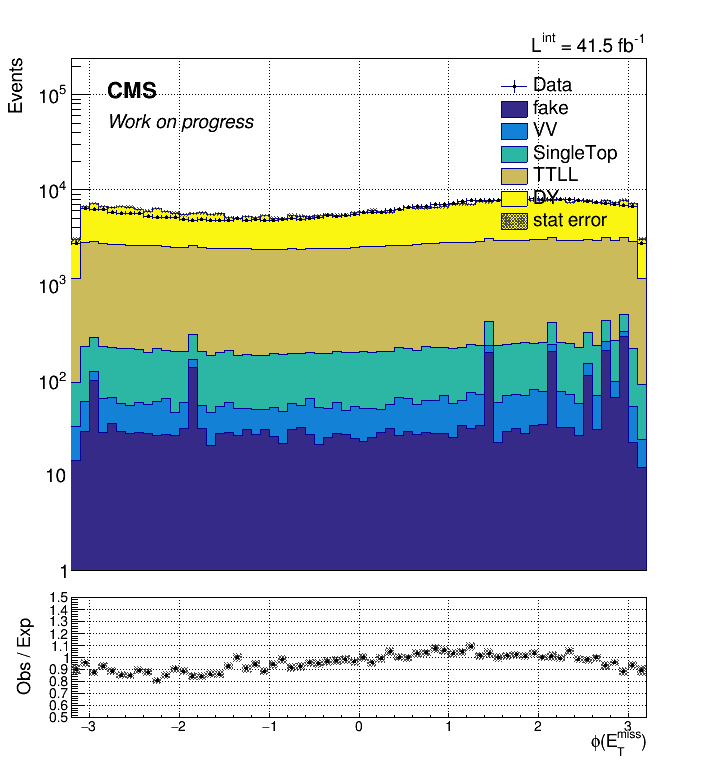 L^int = 41.5 fb^-1
Events
CMS
Work on progress
Data
fake
VV
SingleTop
TTLL
DY
stat error
10^5
10^4
10^3
10^2
10
1
Obs / Exp
1.5
1.4
1.3
1.2
1.1
1
0.9
0.8
0.7
0.6
0.5
−3 −2 −1 0 1 2 3
ϕ(E_T^miss)